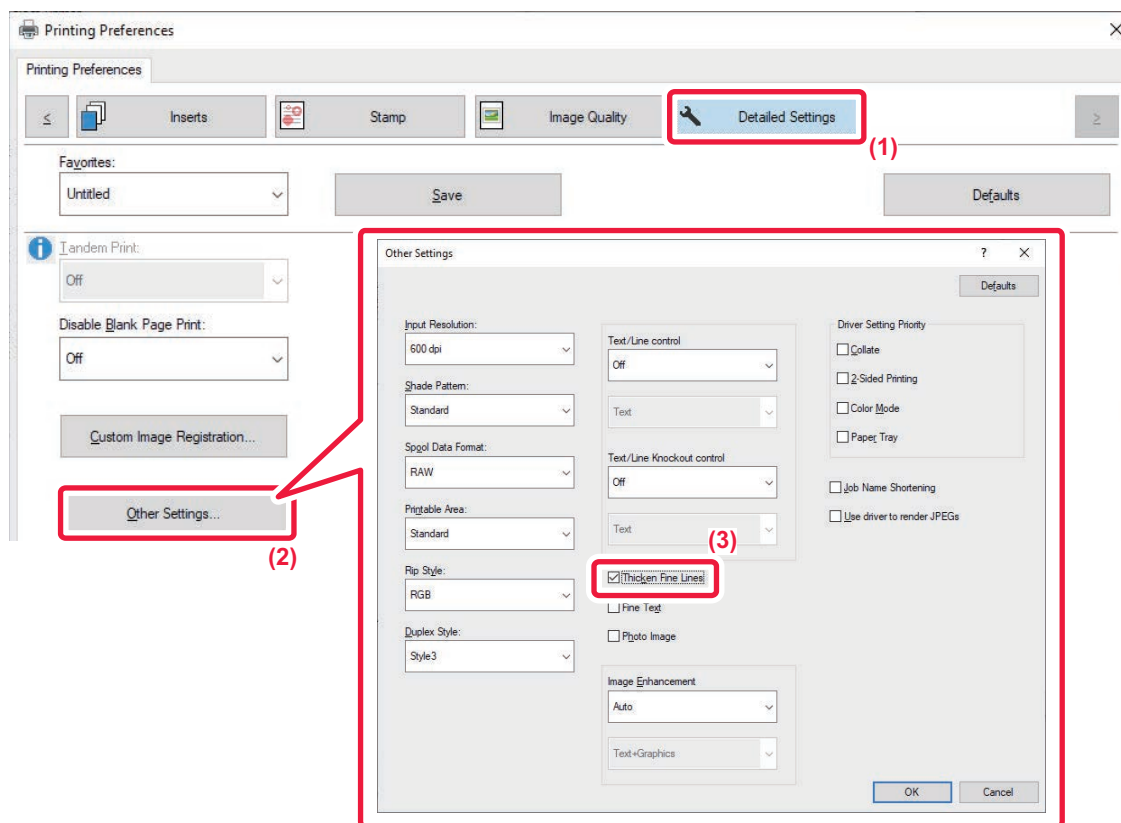 Printing Preferences
Printing Preferences
<
Inserts
Stamp
Image Quality
Detailed Settings
>
(1)
Favorites:
Untitled
Save
Defaults
Tandem Print:
Off
Disable Blank Page Print:
Off
Custom Image Registration...
Other Settings...
(2)
Other Settings
?
Defaults
Input Resolution:
600 dpi
Shade Pattern:
Standard
Spool Data Format:
RAW
Printable Area:
Standard
Rip Style:
RGB
Duplex Style:
Style3
Text/Line control
Off
Text
Text/Line Knockout control
Off
Text
(3)
Thicken Fine Lines
Fine Text
Photo Image
Image Enhancement
Auto
Text+Graphics
Driver Setting Priority
Collate
2-Sided Printing
Color Mode
Paper Tray
Job Name Shortening
Use driver to render JPEGs
OK
Cancel